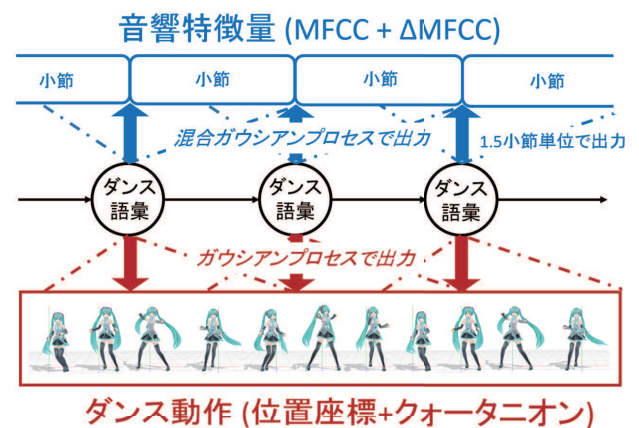 音響特徴量 (MFCC + ΔMFCC)
小節
小節
小節
小節
混合ガウシアンプロセスで出力
1.5小節単位で出力
ダンス
語彙
ダンス
語彙
ダンス
語彙
ガウシアンプロセスで出力
ダンス動作 (位置座標+クォータニオン)